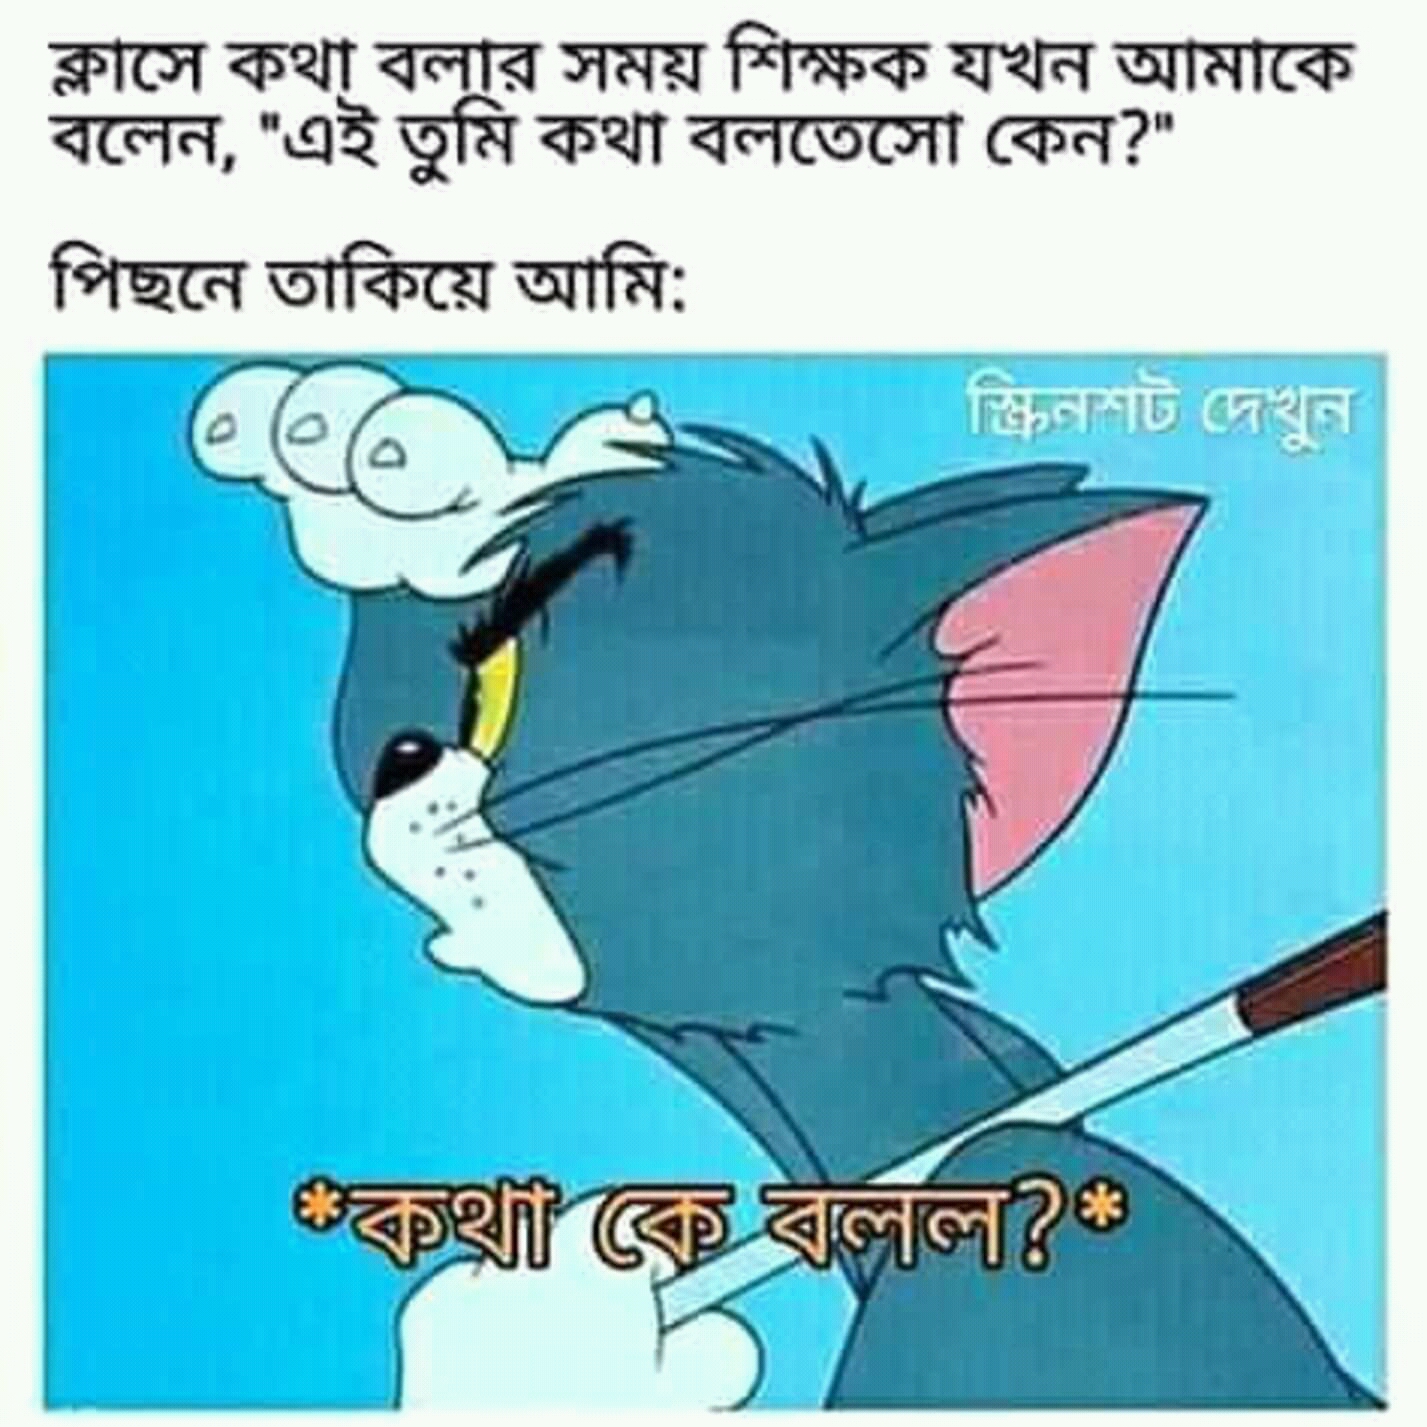 ক্লাসে কথা বলার সময় শিক্ষক যখন আমাকে
বলেন, "এই তুমি কথা বলতেসো কেন?"
পিছনে তাকিয়ে আমি:
স্ক্রিনশট দেখুন
*কথা কে বলল?*